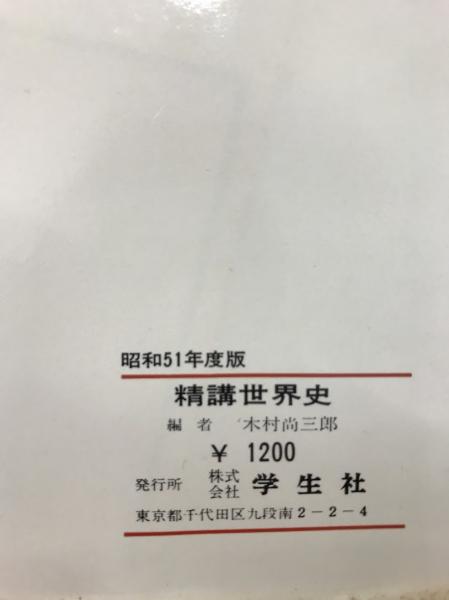 昭和51年度版
精講世界史
編者 木村尚三郎
¥ 1200
発行所 株式会社 学生社
東京都千代田区九段南2-2-4